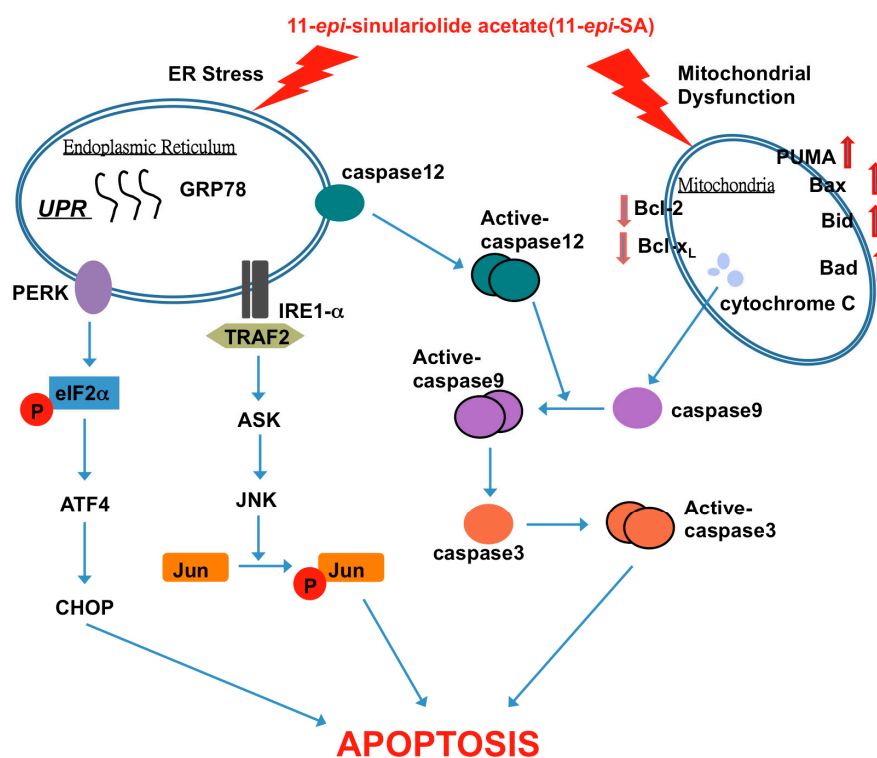 11-epi-sinulariolide acetate(11-epi-SA)
ER Stress
Mitochondrial
Dysfunction
Endoplasmic Reticulum
GRP78
UPR
caspase12
PUMA
Mitochondria
Bax
Bcl-2
Bid
Bcl-xL
Bad
cytochrome C
Active-
caspase12
PERK
IRE1-α
TRAF2
eIF2α
P
ASK
Active-
caspase9
caspase9
ATF4
JNK
caspase3
Active-
caspase3
Jun
P
Jun
CHOP
APOPTOSIS